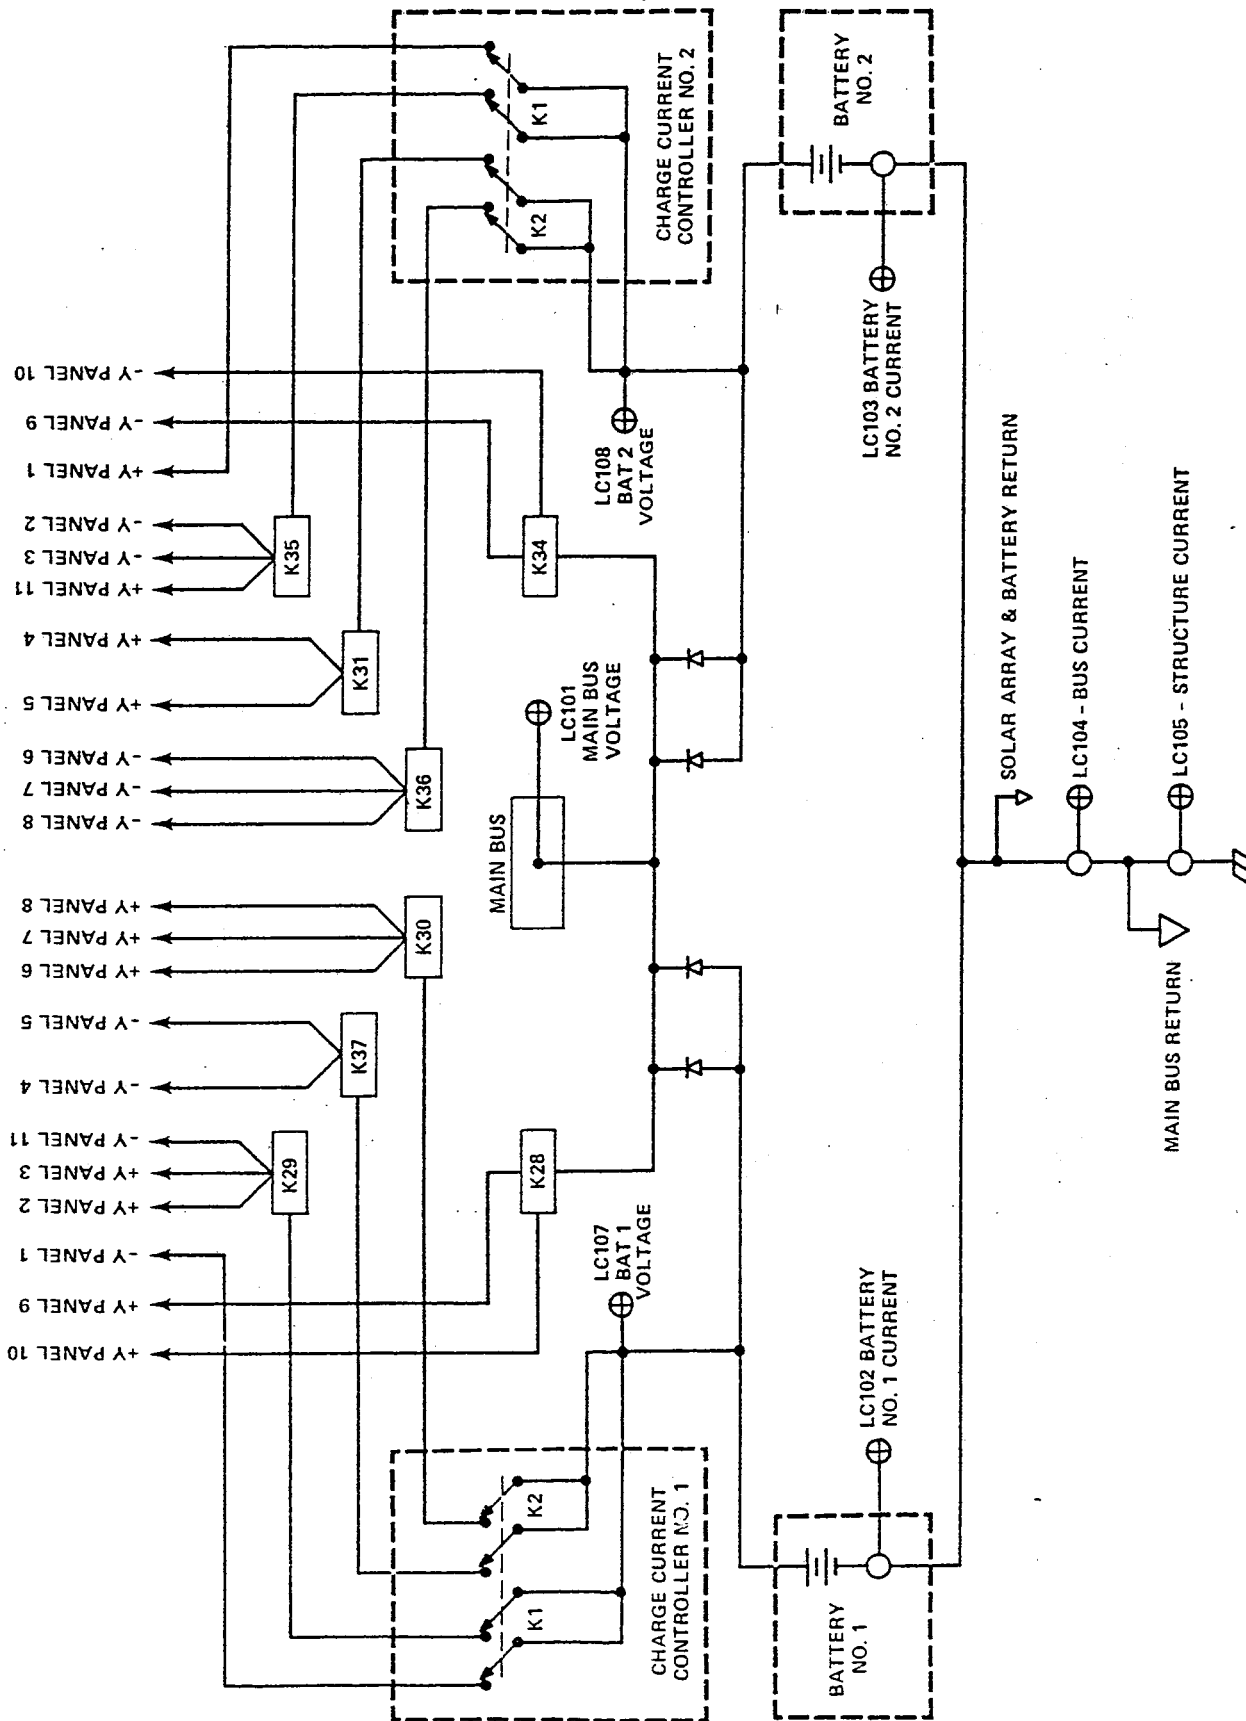 -Y PANEL 10
-Y PANEL 9
+Y PANEL 1
-Y PANEL 2
-Y PANEL 3
+Y PANEL 11
+Y PANEL 4
+Y PANEL 5
-Y PANEL 6
-Y PANEL 7
-Y PANEL 8
+Y PANEL 8
+Y PANEL 7
+Y PANEL 6
-Y PANEL 5
-Y PANEL 4
-Y PANEL 11
+Y PANEL 3
+Y PANEL 2
-Y PANEL 1
+Y PANEL 9
+Y PANEL 10
K35
K31
K36
K30
K37
K29
K34
K28
K1
K2
CHARGE CURRENT
CONTROLLER NO. 2
K2
K1
CHARGE CURRENT
CONTROLLER NO. 1
MAIN BUS
LC101
MAIN BUS
VOLTAGE
LC108
BAT 2
VOLTAGE
LC107
BAT 1
VOLTAGE
BATTERY
NO. 2
LC103 BATTERY
NO. 2 CURRENT
LC102 BATTERY
NO. 1 CURRENT
BATTERY
NO. 1
SOLAR ARRAY & BATTERY RETURN
LC104 - BUS CURRENT
LC105 - STRUCTURE CURRENT
MAIN BUS RETURN